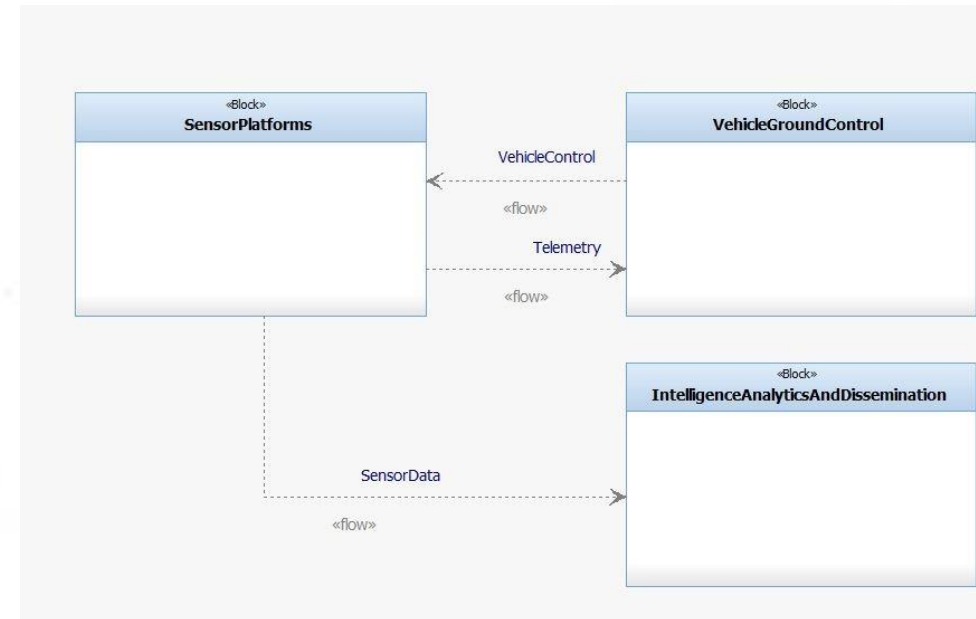 «Block»
SensorPlatforms
«Block»
VehicleGroundControl
VehicleControl
«flow»
Telemetry
«flow»
«Block»
IntelligenceAnalyticsAndDissemination
SensorData
«flow»